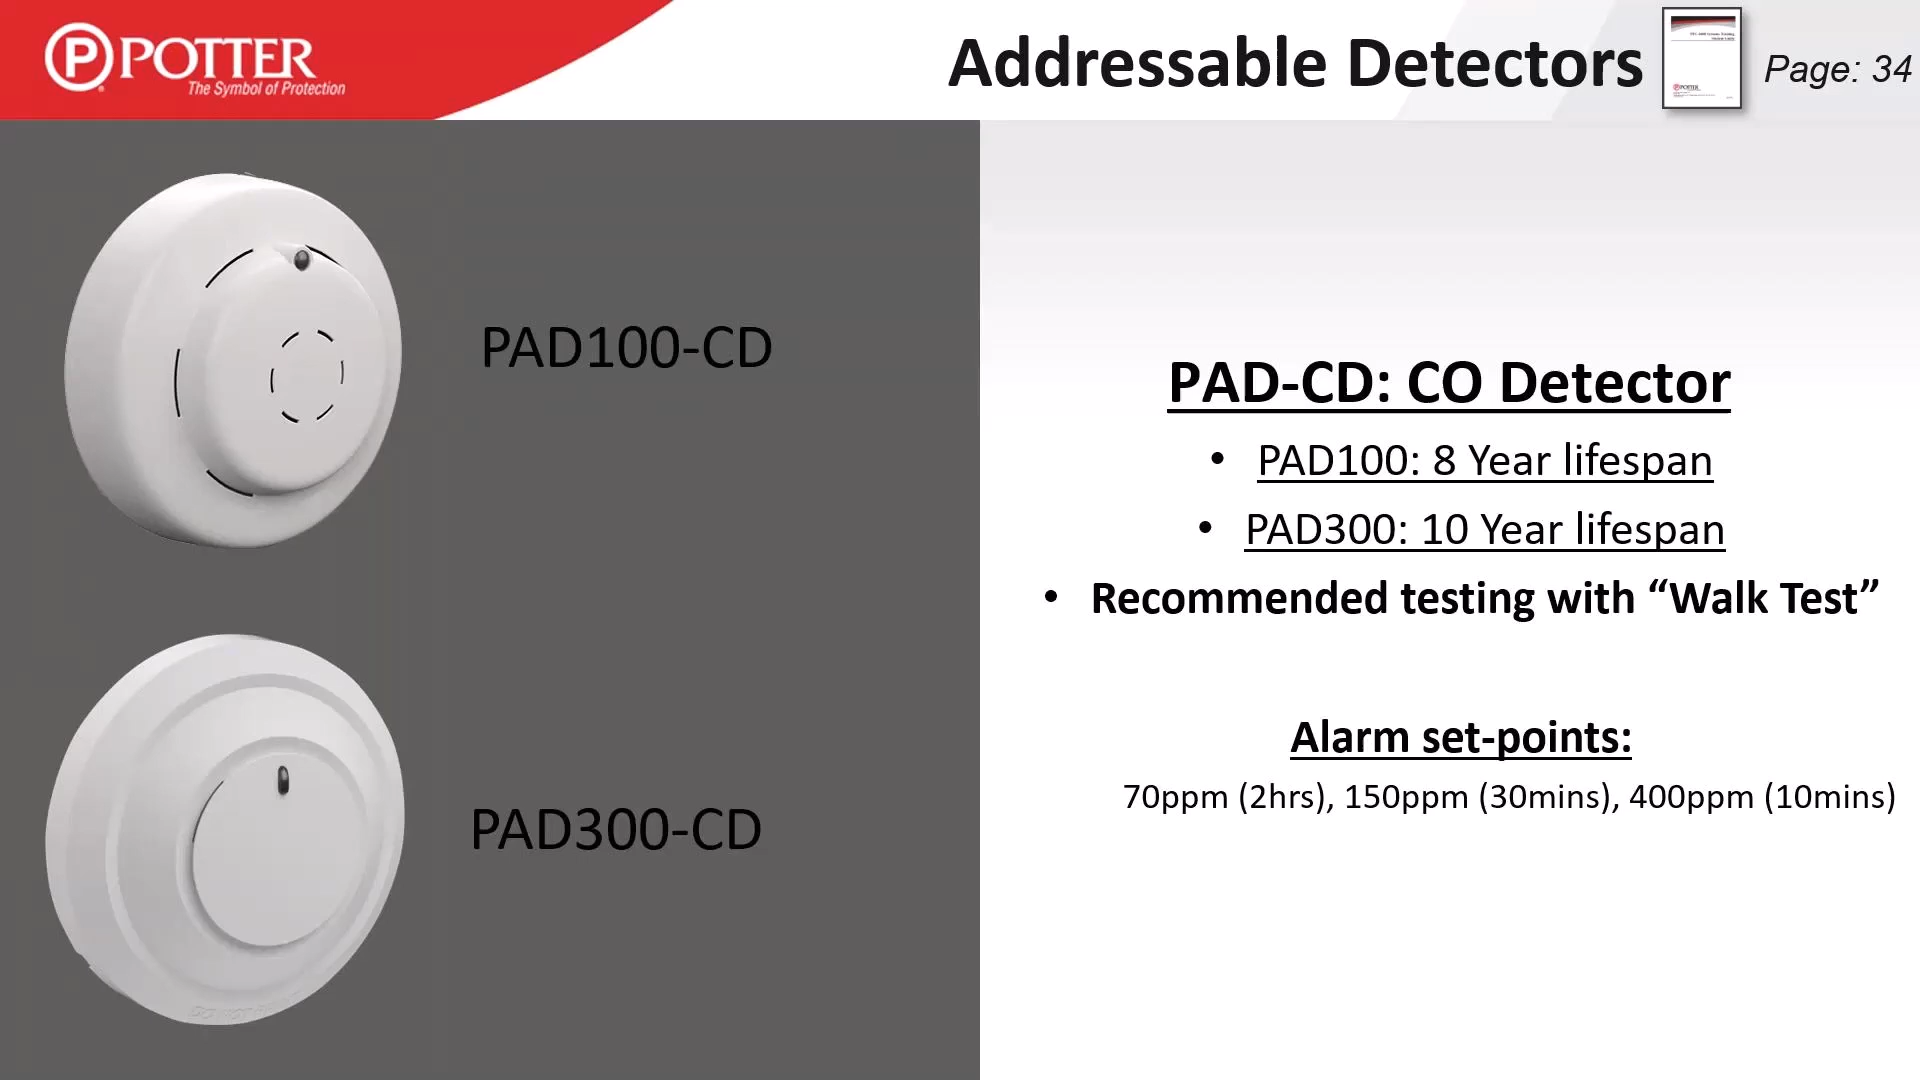 POTTER
The Symbol of Protection
Addressable Detectors
Page: 34
PAD100-CD
PAD300-CD
PAD-CD: CO Detector
• PAD100: 8 Year lifespan
• PAD300: 10 Year lifespan
• Recommended testing with “Walk Test”
Alarm set-points:
70ppm (2hrs), 150ppm (30mins), 400ppm (10mins)